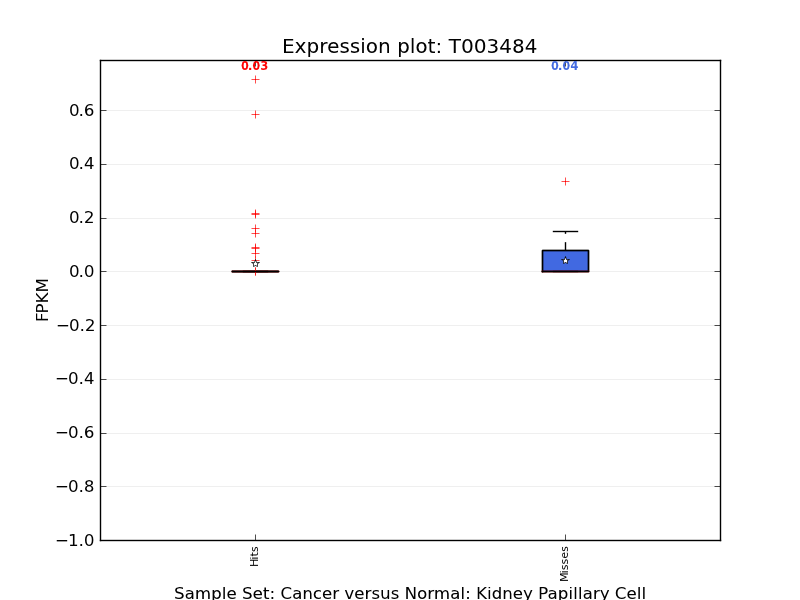 Expression plot: T003484
0.03
0.04
0.6
0.4
0.2
0.0
−0.2
−0.4
−0.6
−0.8
−1.0
FPKM
Hits
Misses
Sample Set: Cancer versus Normal: Kidney Papillary Cell